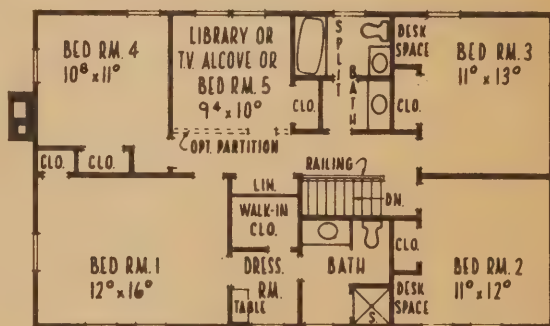 BED RM. 4
10⁸ x 11⁰
LIBRARY OR
T.V. ALCOVE OR
BED RM. 5
9⁴ x 10⁰
SPLIT
BATH
DESK
SPACE
BED RM. 3
11⁰ x 13⁰
CLO.
CLO.
OPT. PARTITION
CLO.
CLO.
RAILING
LIN.
DN.
WALK-IN
CLO.
BED RM. 1
12⁰ x 16⁰
DRESS.
RM.
TABLE
BATH
S.
CLO.
DESK
SPACE
BED RM. 2
11⁰ x 12⁰